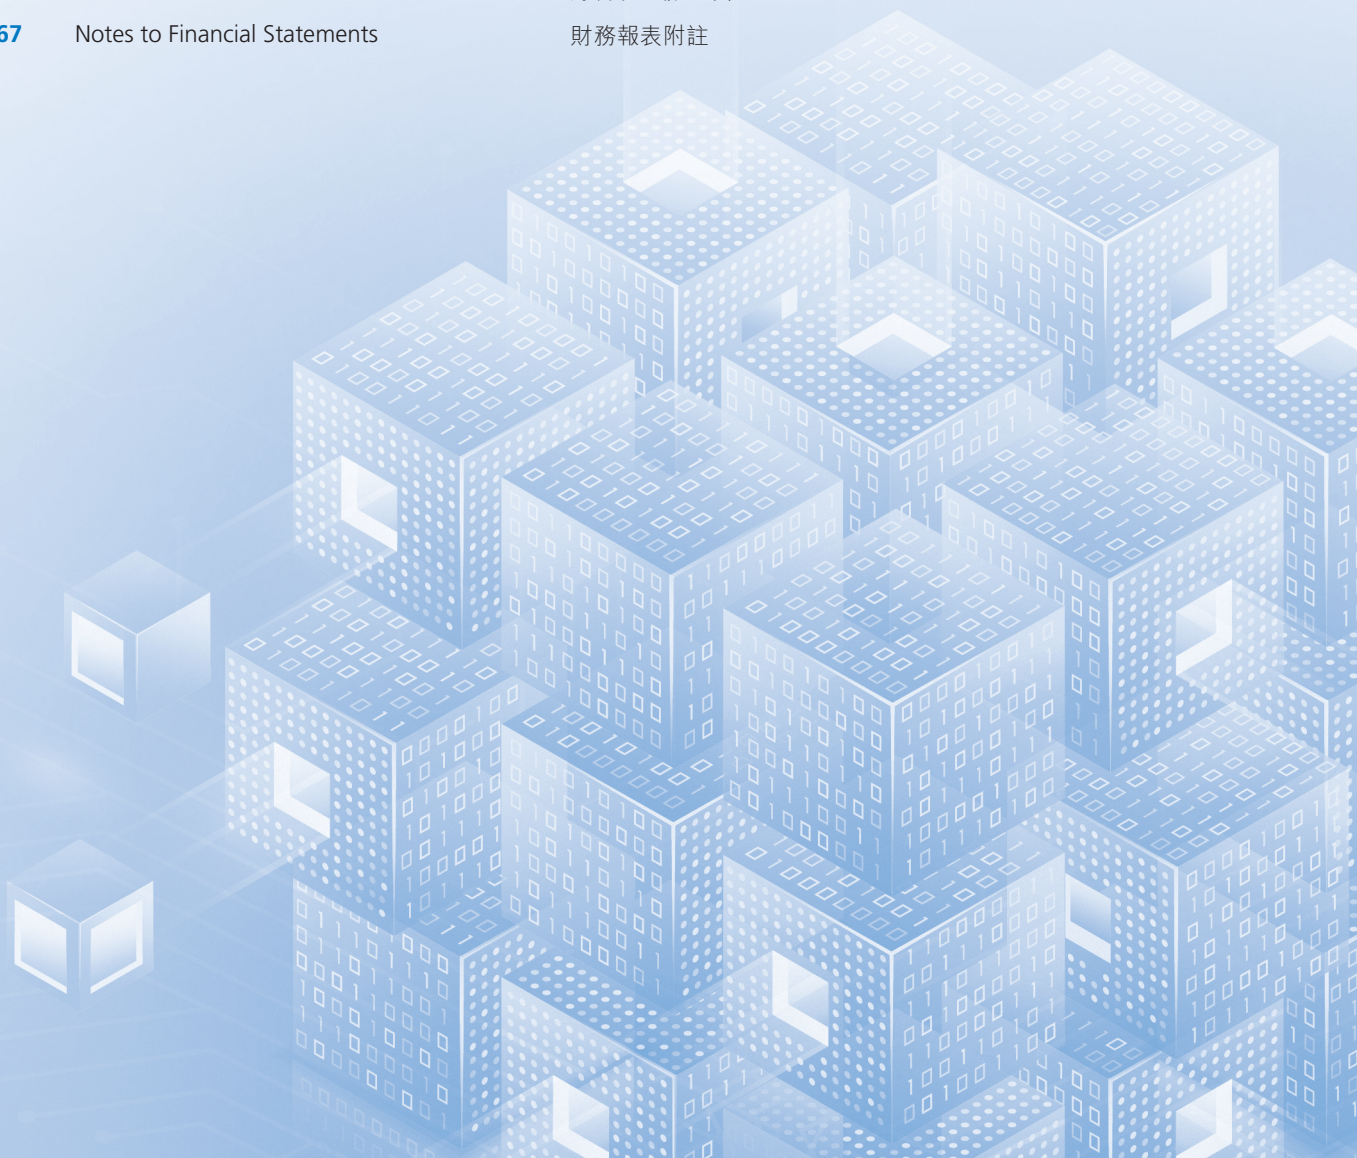 67 Notes to Financial Statements 財務報表附註